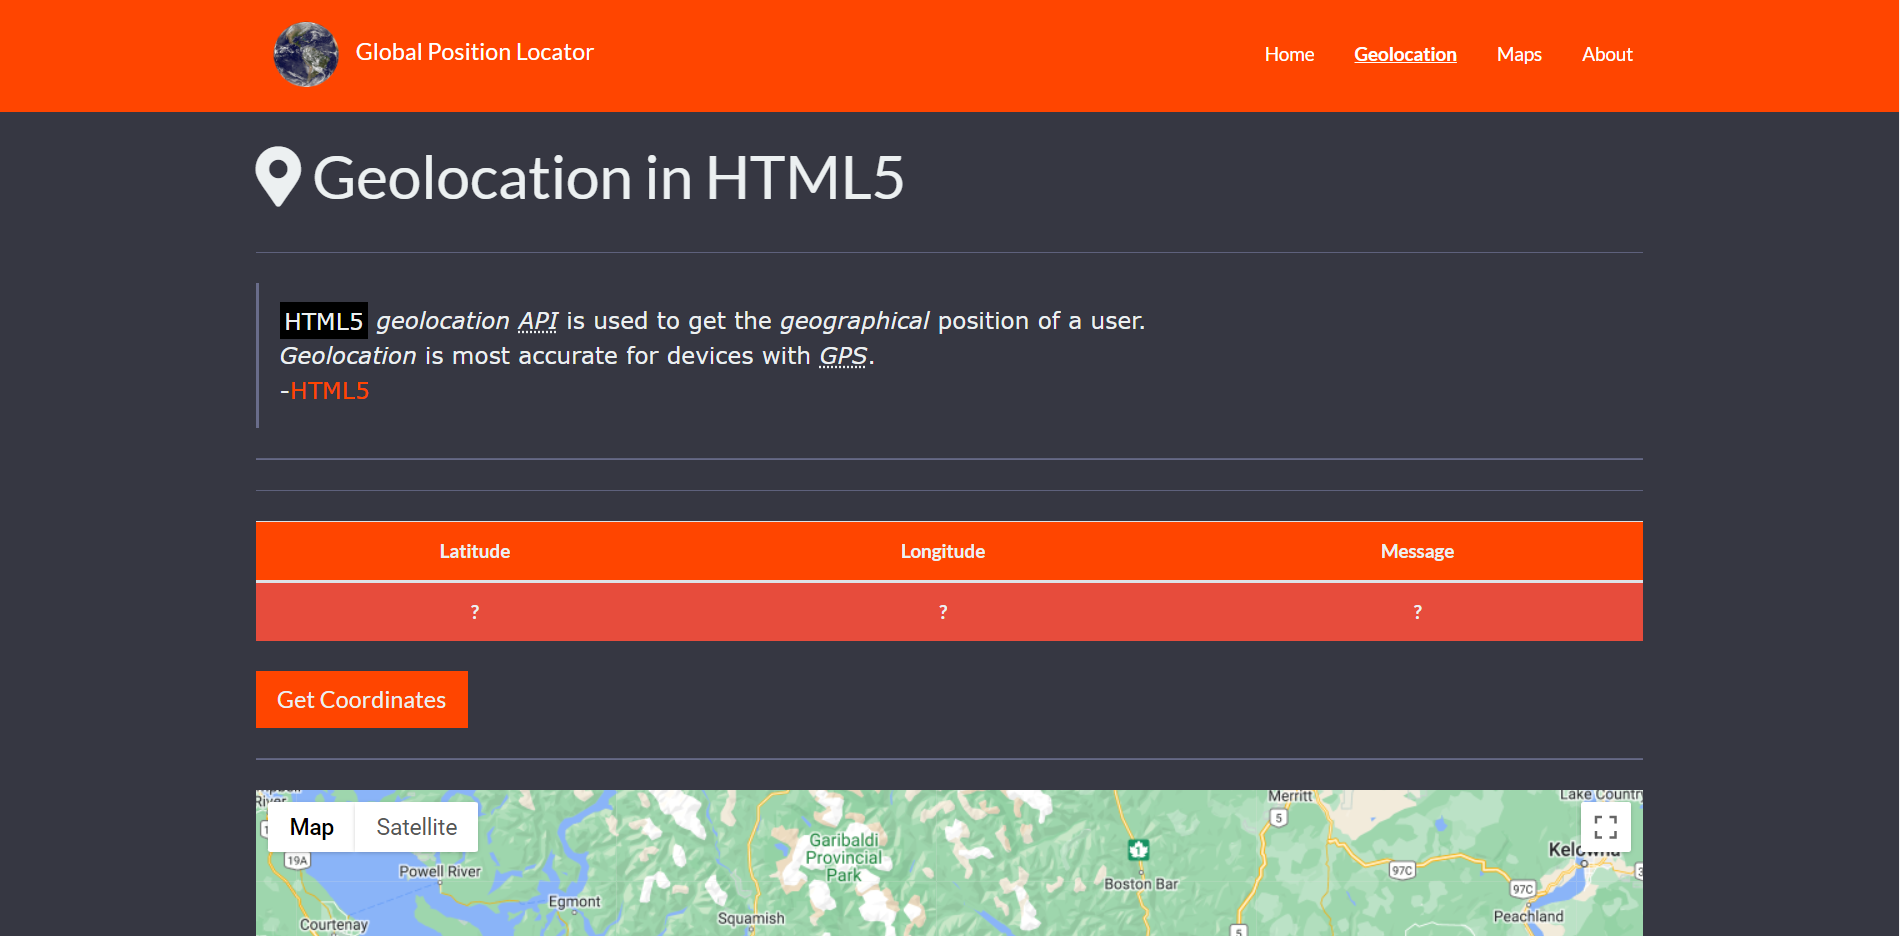 Global Position Locator
Home Geolocation Maps About
Geolocation in HTML5
HTML5 geolocation API is used to get the geographical position of a user.
Geolocation is most accurate for devices with GPS.
-HTML5
Latitude Longitude Message
? ? ?
Get Coordinates
River
Merritt
Lake Country
Map Satellite
5
Garibaldi
Provincial
Park
1
Kelowna
19A
Powell River
97C
Boston Bar
97C
Egmont
Squamish
Peachland
Courtenay
5